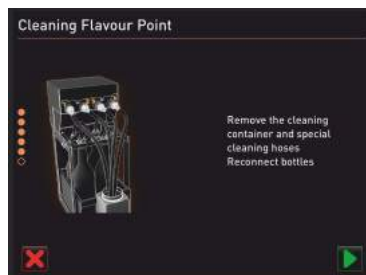 Cleaning Flavour Point
Remove the cleaning
container and special
cleaning hoses
Reconnect bottles